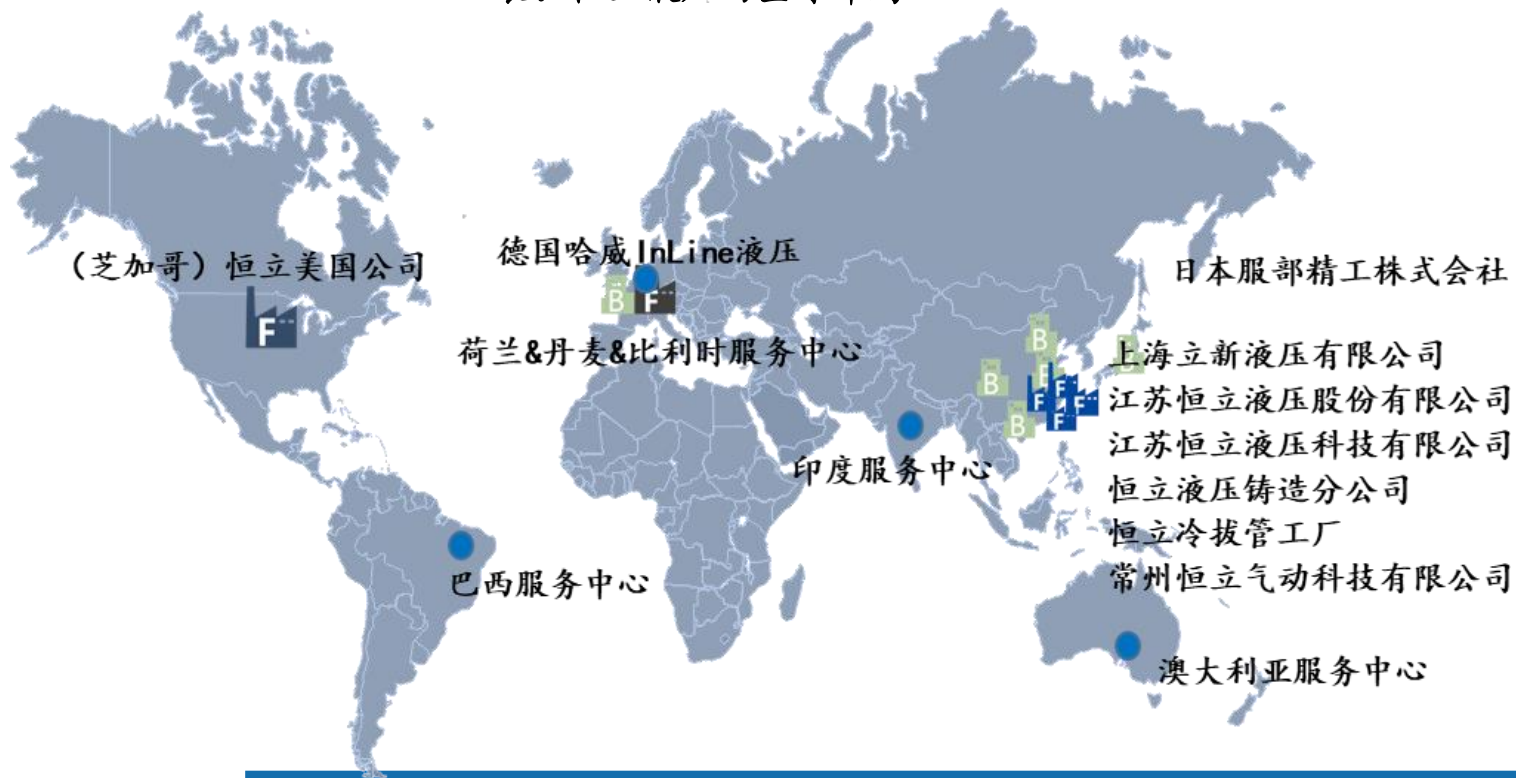 (芝加哥)恒立美国公司
德国哈威InLine液压
荷兰&丹麦&比利时服务中心
日本服部精工株式会社
上海立新液压有限公司
江苏恒立液压股份有限公司
江苏恒立液压科技有限公司
恒立液压铸造分公司
恒立冷拔管工厂
常州恒立气动科技有限公司
印度服务中心
巴西服务中心
澳大利亚服务中心
F
B
F
B
B
B
B
F
F
F
F